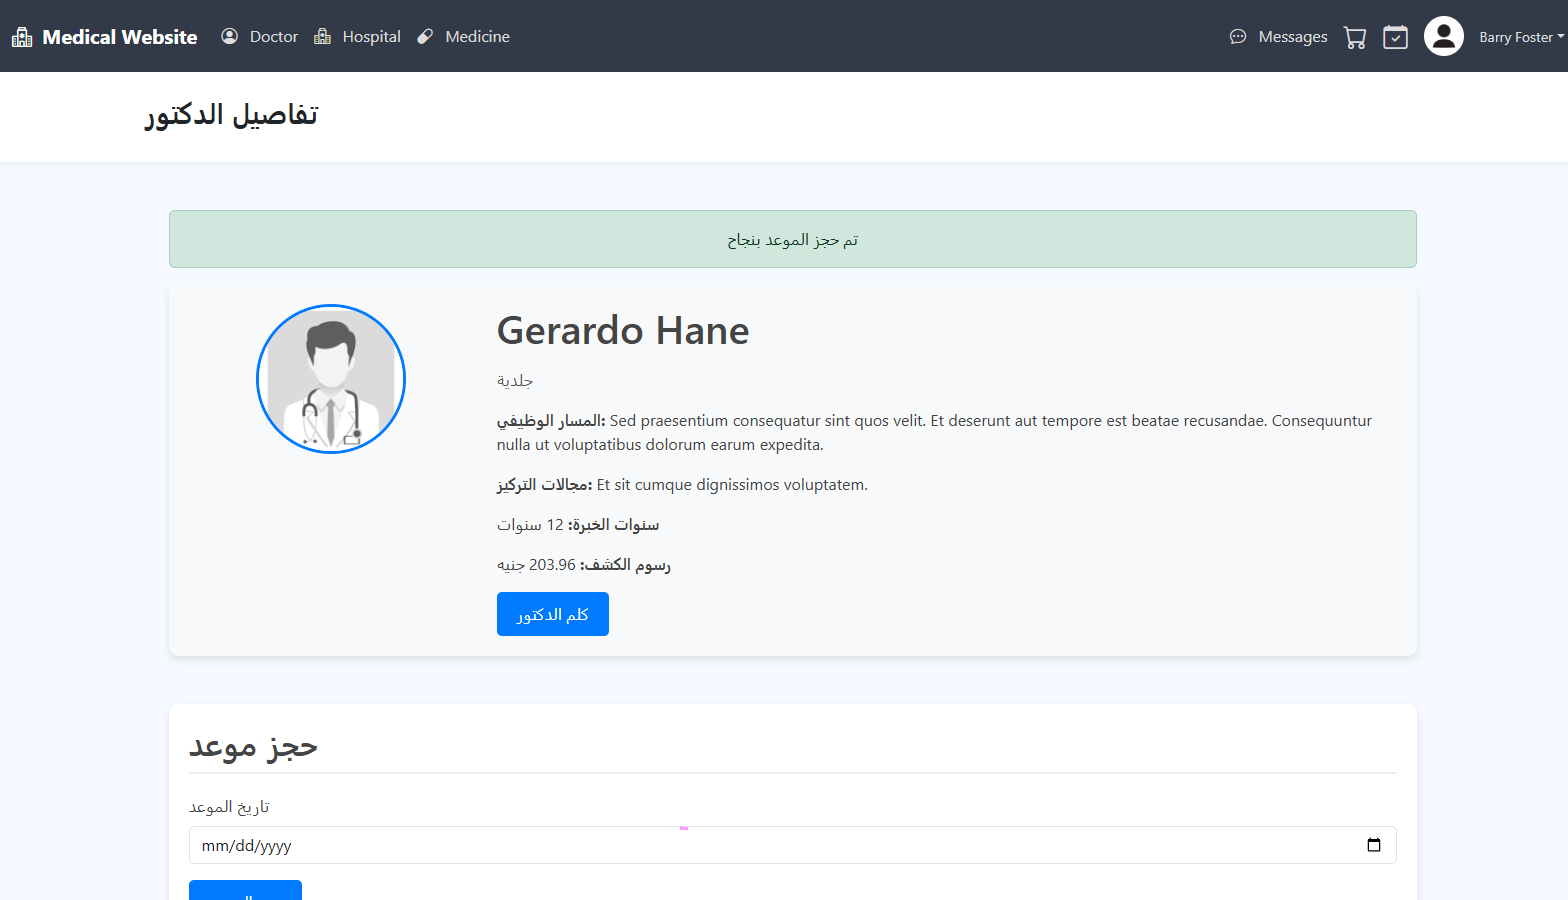 Medical Website
Doctor
Hospital
Medicine
Messages
Barry Foster
تفاصيل الدكتور
تم حجز الموعد بنجاح
Gerardo Hane
جلدية
المسار الوظيفي: Sed praesentium consequatur sint quos velit. Et deserunt aut tempore est beatae recusandae. Consequuntur
nulla ut voluptatibus dolorum earum expedita.
مجالات التركيز: Et sit cumque dignissimos voluptatem.
سنوات الخبرة: 12 سنوات
رسوم الكشف: 203.96 جنيه
كلم الدكتور
حجز موعد
تاريخ الموعد
mm/dd/yyyy